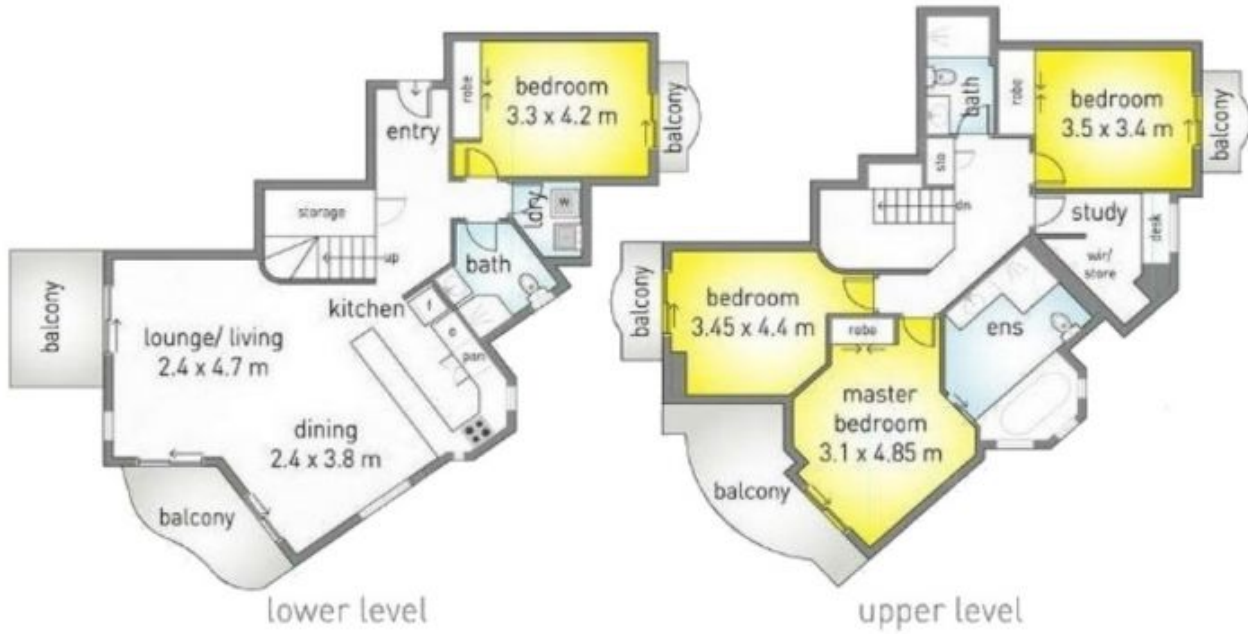 robe
bedroom
3.3 x 4.2 m
balcony
entry
storage
ldry
w
up
bath
balcony
kitchen
f
o
pan
lounge/ living
2.4 x 4.7 m
dining
2.4 x 3.8 m
balcony
lower level
bath
robe
bedroom
3.5 x 3.4 m
balcony
sto
dn
study
desk
wir/
store
balcony
bedroom
3.45 x 4.4 m
robe
ens
master
bedroom
3.1 x 4.85 m
balcony
upper level